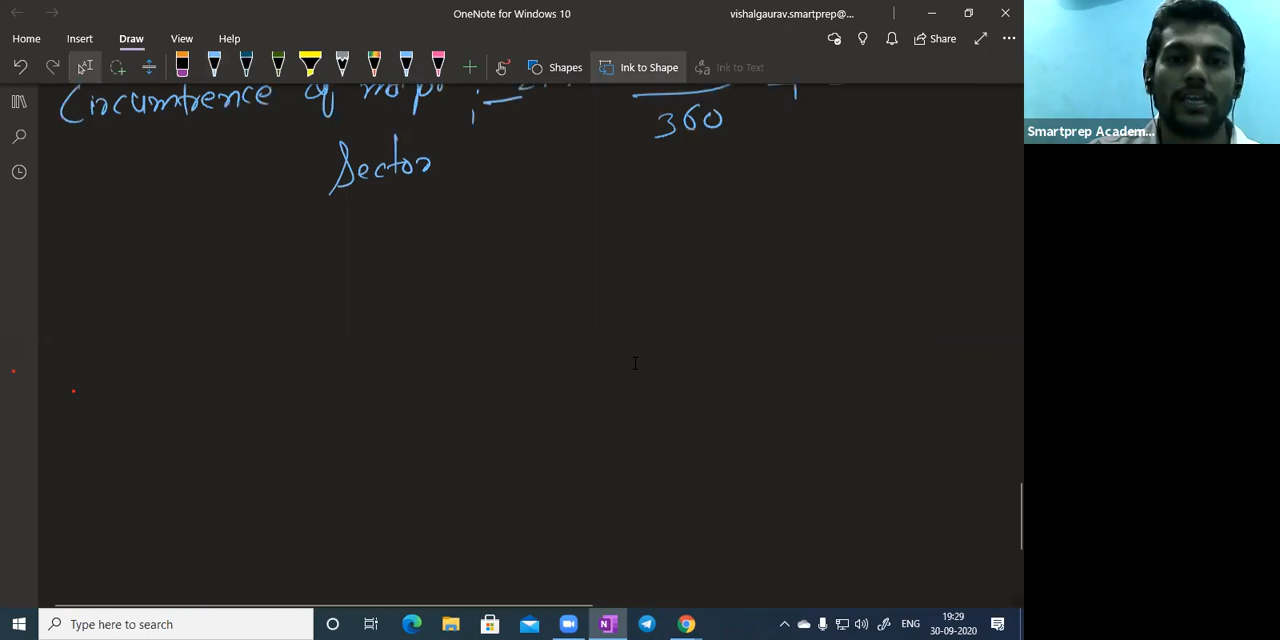 OneNote for Windows 10
vishalgaurav.smartprep@...
Home Insert Draw View Help
Share
Shapes
Ink to Shape
Ink to Text
Circumtrence of
360
Sector
Smartprep Academ...
Type here to search
ENG
19:29
30-09-2020